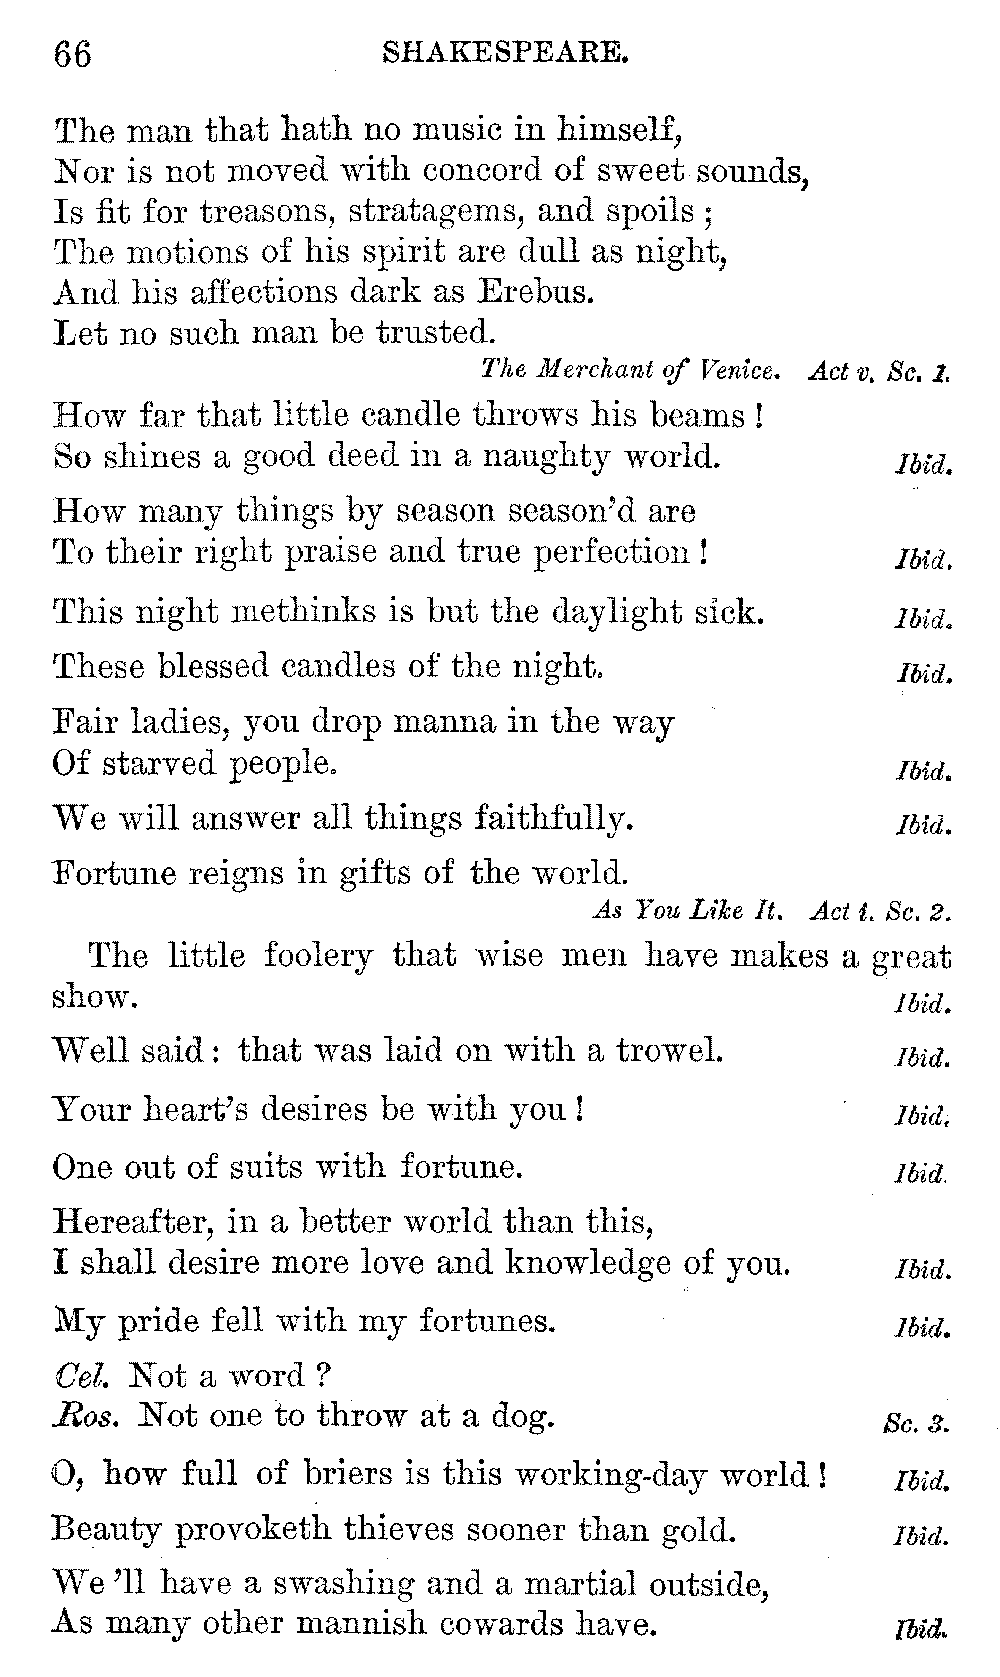 66 SHAKESPEARE.
The man that hath no music in himself,
Nor is not moved with concord of sweet sounds,
Is fit for treasons, stratagems, and spoils ;
The motions of his spirit are dull as night,
And his affections dark as Erebus.
Let no such man be trusted.
The Merchant of Venice. Act v. Sc. 1.
How far that little candle throws his beams !
So shines a good deed in a naughty world. Ibid.
How many things by season season'd are
To their right praise and true perfection ! Ibid.
This night methinks is but the daylight sick. Ibid.
These blessed candles of the night. Ibid.
Fair ladies, you drop manna in the way
Of starved people. Ibid.
We will answer all things faithfully. Ibid.
Fortune reigns in gifts of the world.
As You Like It. Act i. Sc. 2.
The little foolery that wise men have makes a great
show. Ibid.
Well said : that was laid on with a trowel. Ibid.
Your heart's desires be with you ! Ibid.
One out of suits with fortune. Ibid.
Hereafter, in a better world than this,
I shall desire more love and knowledge of you. Ibid.
My pride fell with my fortunes. Ibid.
Cel. Not a word ?
Ros. Not one to throw at a dog. Sc. 3.
O, how full of briers is this working-day world ! Ibid.
Beauty provoketh thieves sooner than gold. Ibid.
We 'll have a swashing and a martial outside,
As many other mannish cowards have. Ibid.